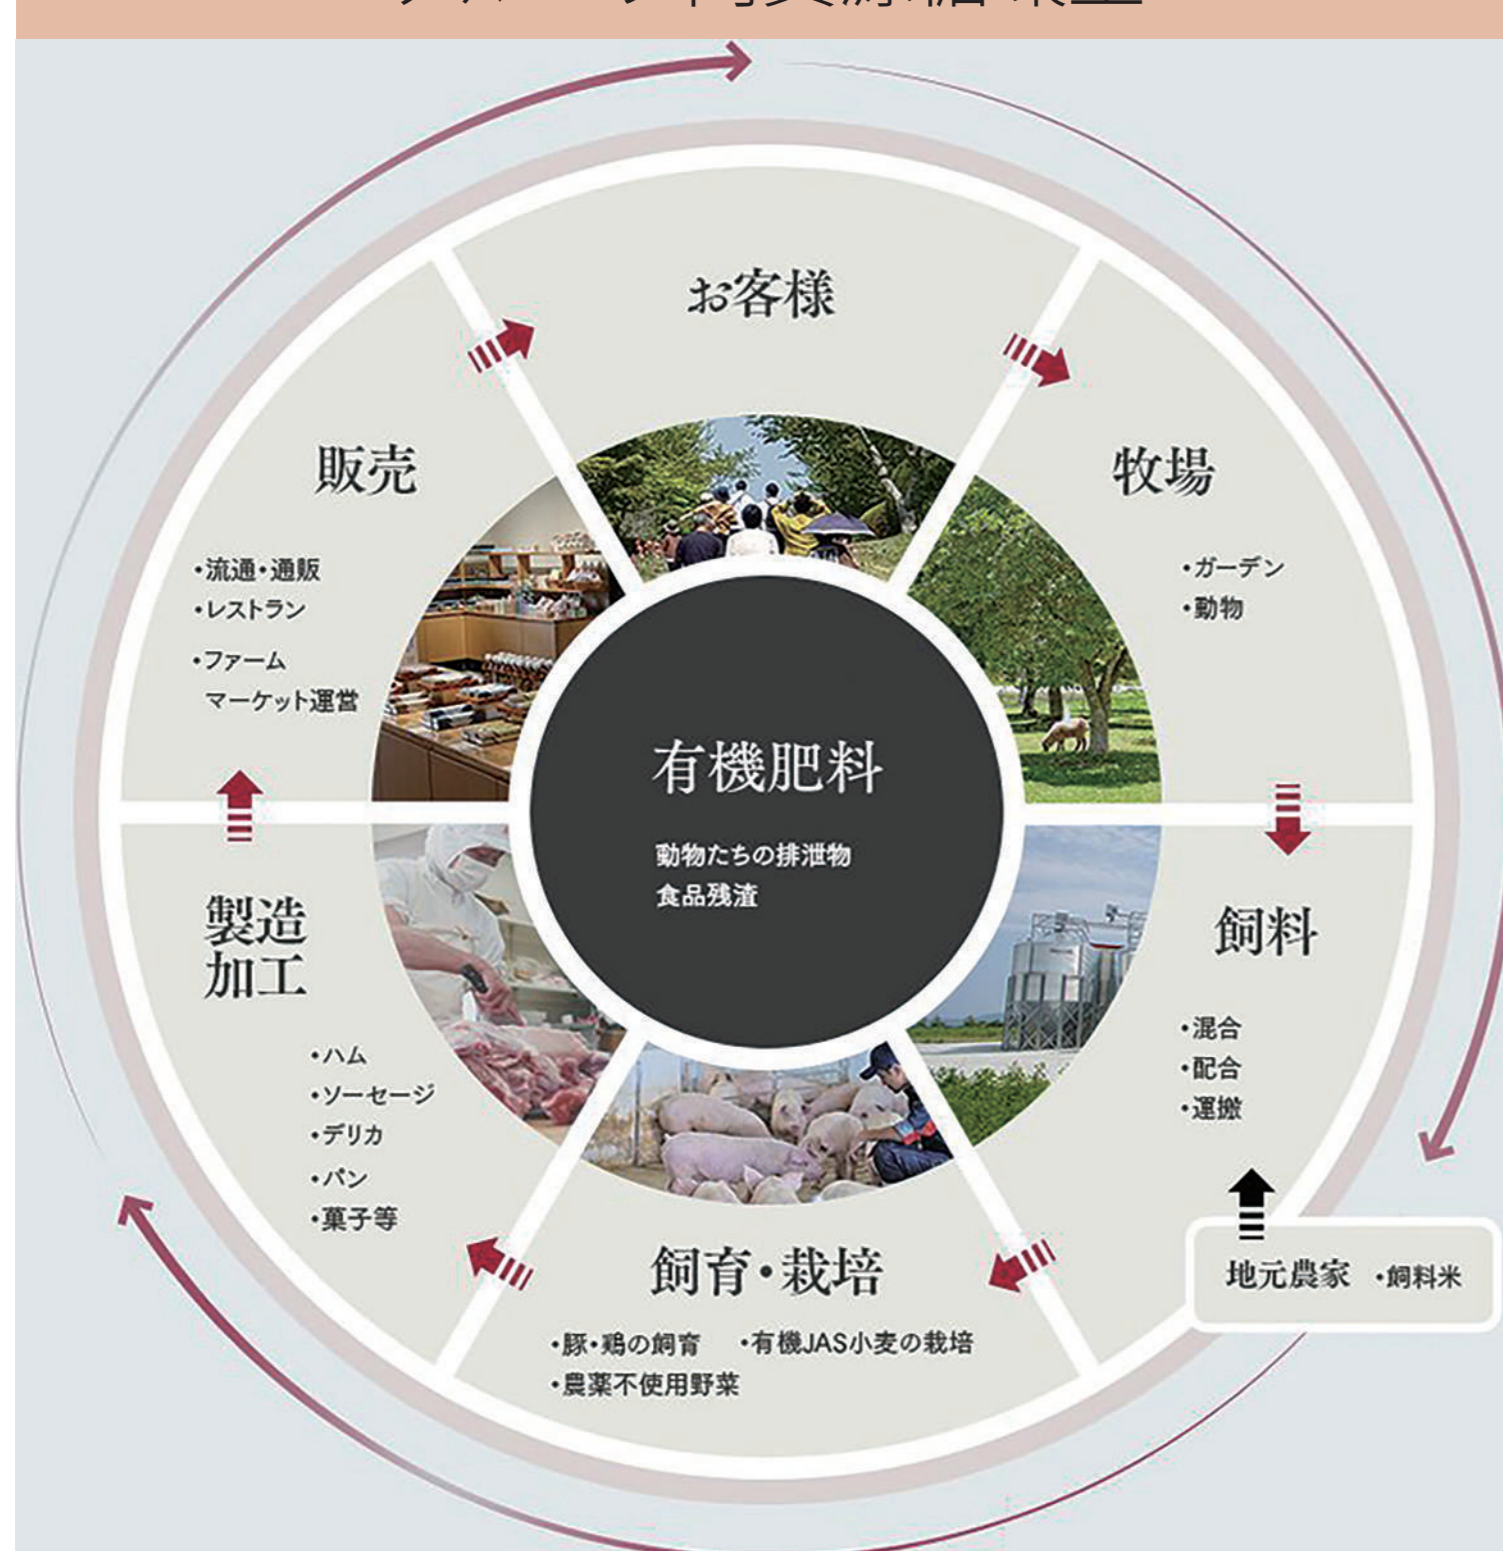 お客様
牧場
・ガーデン
・動物
飼料
・混合
・配合
・運搬
地元農家 ・飼料米
飼育・栽培
・豚・鶏の飼育 ・有機JAS小麦の栽培
・農薬不使用野菜
製造
加工
・ハム
・ソーセージ
・デリカ
・パン
・菓子等
販売
・流通・通販
・レストラン
・ファーム
マーケット運営
有機肥料
動物たちの排泄物
食品残渣